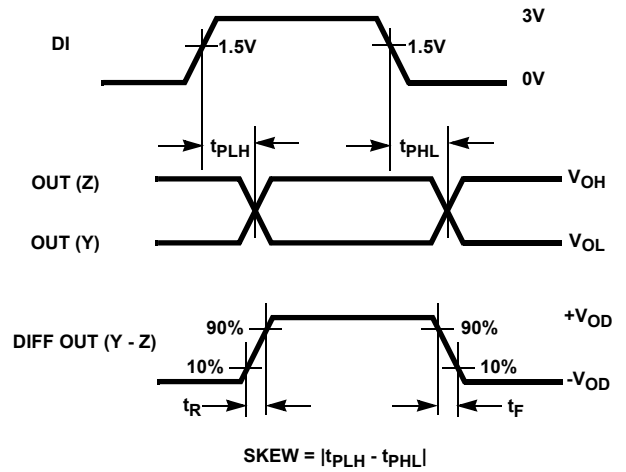 3V
DI
1.5V
1.5V
0V
tPLH
tPHL
OUT (Z)
VOH
OUT (Y)
VOL
+VOD
90%
90%
DIFF OUT (Y - Z)
10%
10%
-VOD
tR
tF
SKEW = |tPLH - tPHL|